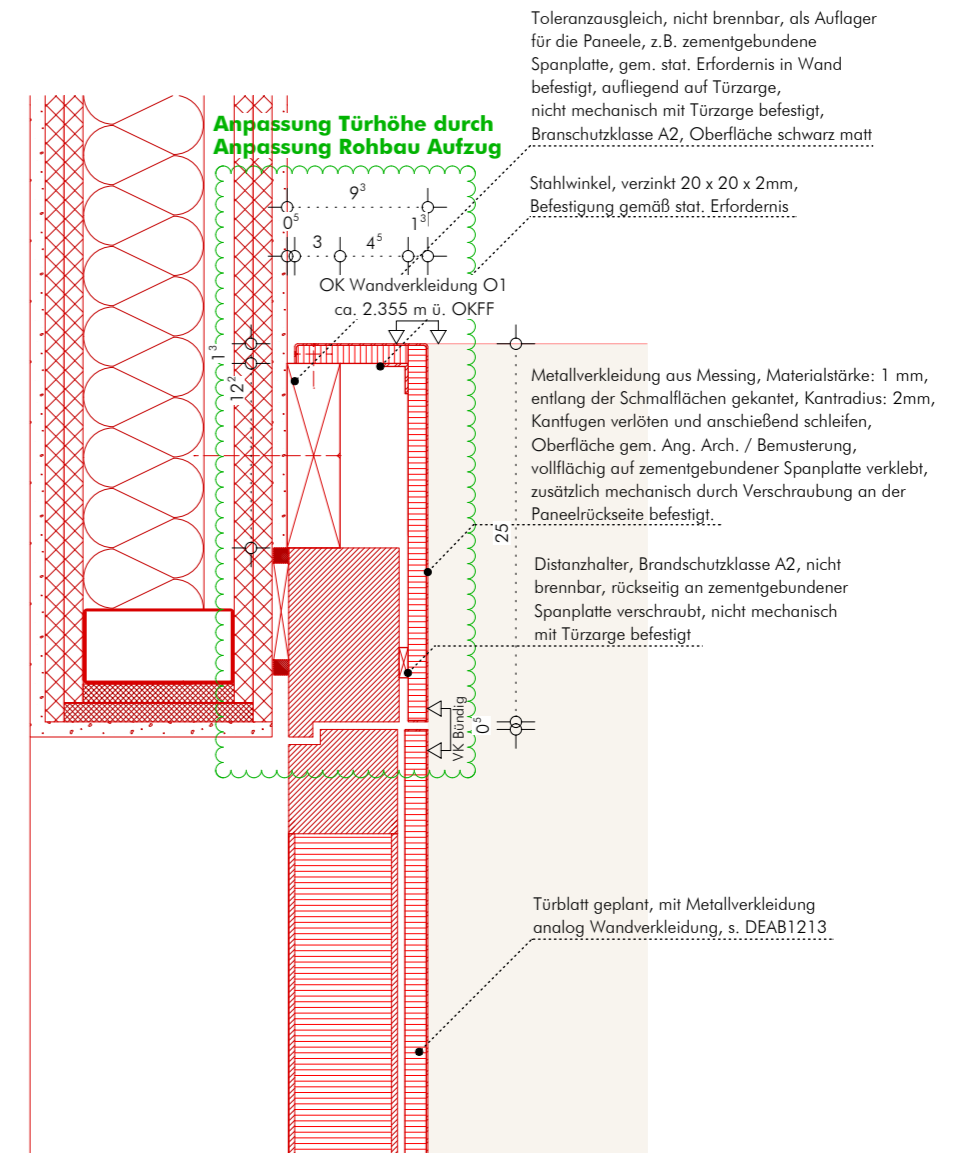 Toleranzausgleich, nicht brennbar, als Auflager
für die Paneele, z.B. zementgebundene
Spanplatte, gem. stat. Erfordernis in Wand
befestigt, aufliegend auf Türzarge,
nicht mechanisch mit Türzarge befestigt,
Branschutzklasse A2, Oberfläche schwarz matt
Anpassung Türhöhe durch
Anpassung Rohbau Aufzug
Stahlwinkel, verzinkt 20 x 20 x 2mm,
Befestigung gemäß stat. Erfordernis
9³
0⁵
1³
3
4⁵
OK Wandverkleidung O1
ca. 2.355 m ü. OKFF
1³
12²
Metallverkleidung aus Messing, Materialstärke: 1 mm,
entlang der Schmalflächen gekantet, Kantradius: 2mm,
Kantfugen verlöten und anschießend schleifen,
Oberfläche gem. Ang. Arch. / Bemusterung,
vollflächig auf zementgebundener Spanplatte verklebt,
zusätzlich mechanisch durch Verschraubung an der
Paneelrückseite befestigt.
25
Distanzhalter, Brandschutzklasse A2, nicht
brennbar, rückseitig an zementgebundener
Spanplatte verschraubt, nicht mechanisch
mit Türzarge befestigt
VK Bündig
0⁵
Türblatt geplant, mit Metallverkleidung
analog Wandverkleidung, s. DEAB1213